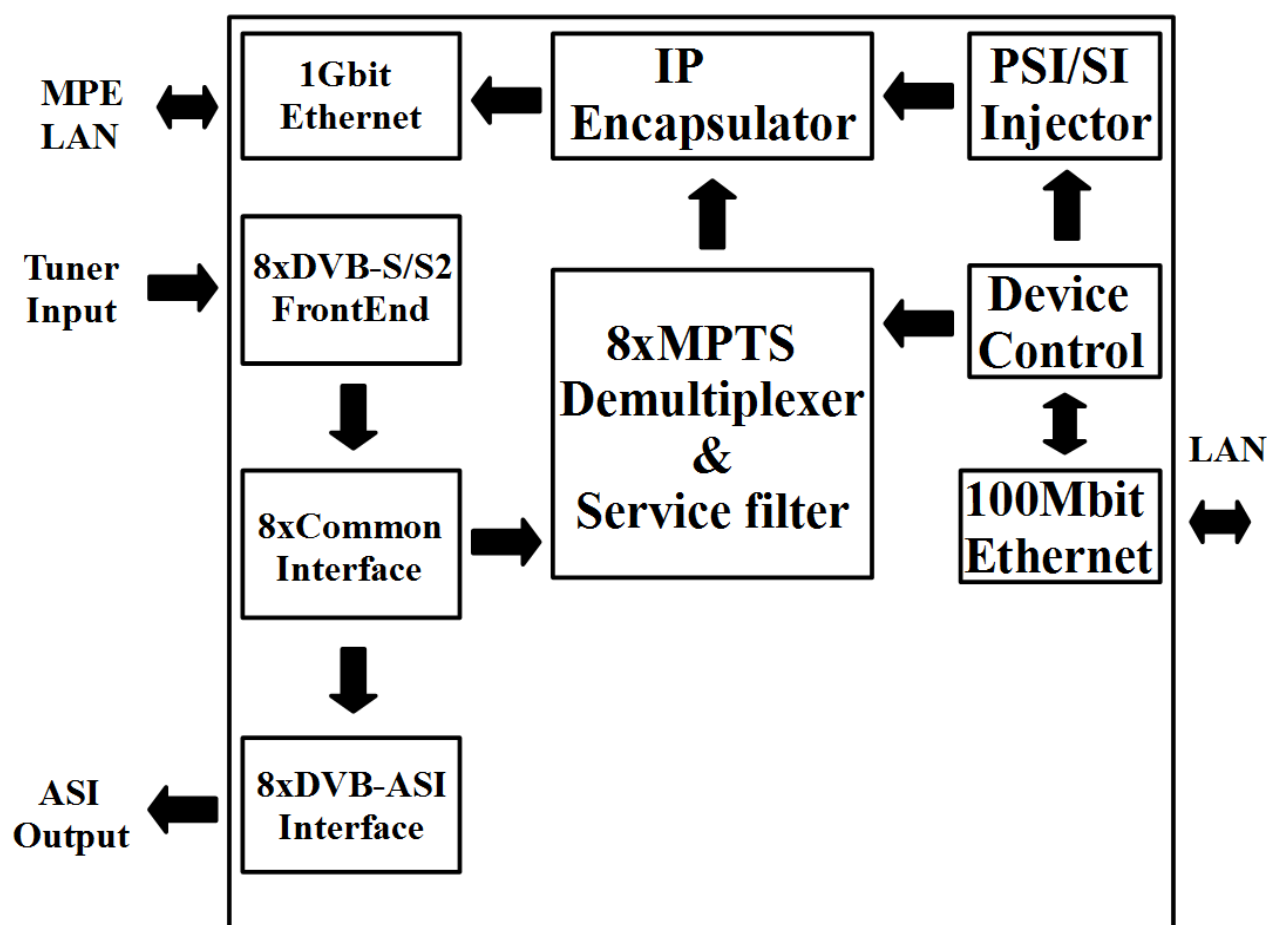 MPE
LAN
1Gbit
Ethernet
IP
Encapsulator
PSI/SI
Injector
Tuner
Input
8xDVB-S/S2
FrontEnd
8xMPTS
Demultiplexer
&
Service filter
Device
Control
8xCommon
Interface
100Mbit
Ethernet
LAN
ASI
Output
8xDVB-ASI
Interface